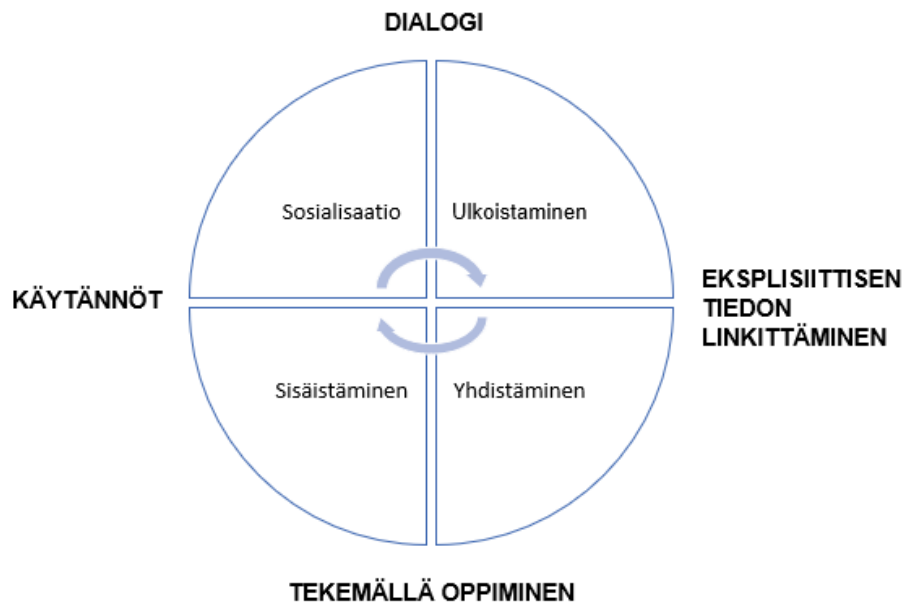 DIALOGI
Sosialisaatio
Ulkoistaminen
KÄYTÄNNÖT
EKSPLISIITTISEN
TIEDON
LINKITTÄMINEN
Sisäistäminen
Yhdistäminen
TEKEMÄLLÄ OPPIMINEN